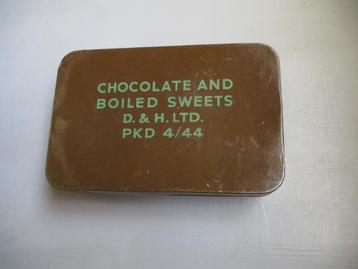 CHOCOLATE AND
BOILED SWEETS
D. & H. LTD.
PKD 4/44